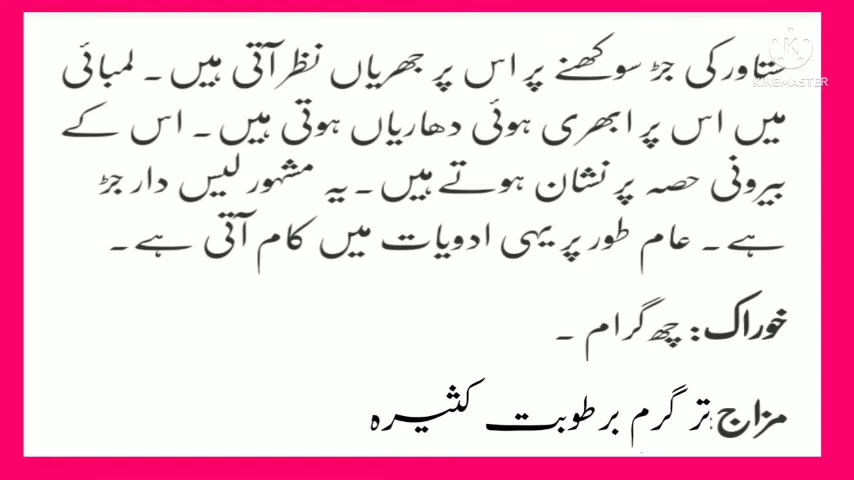 ستاور کی جڑ سوکھنے پر اس پر جھریاں نظر آتی ہیں۔ لمبائی
میں اس پر ابھری ہوئی دھاریاں ہوتی ہیں۔ اس کے
بیرونی حصہ پر نشان ہوتے ہیں۔ یہ مشہور لیس دار جڑ
ہے۔ عام طور پر یہی ادویات میں کام آتی ہے۔
خوراک: چھ گرام ۔
مزاج: تر گرم برطوبت کثیرہ
KINEMASTER